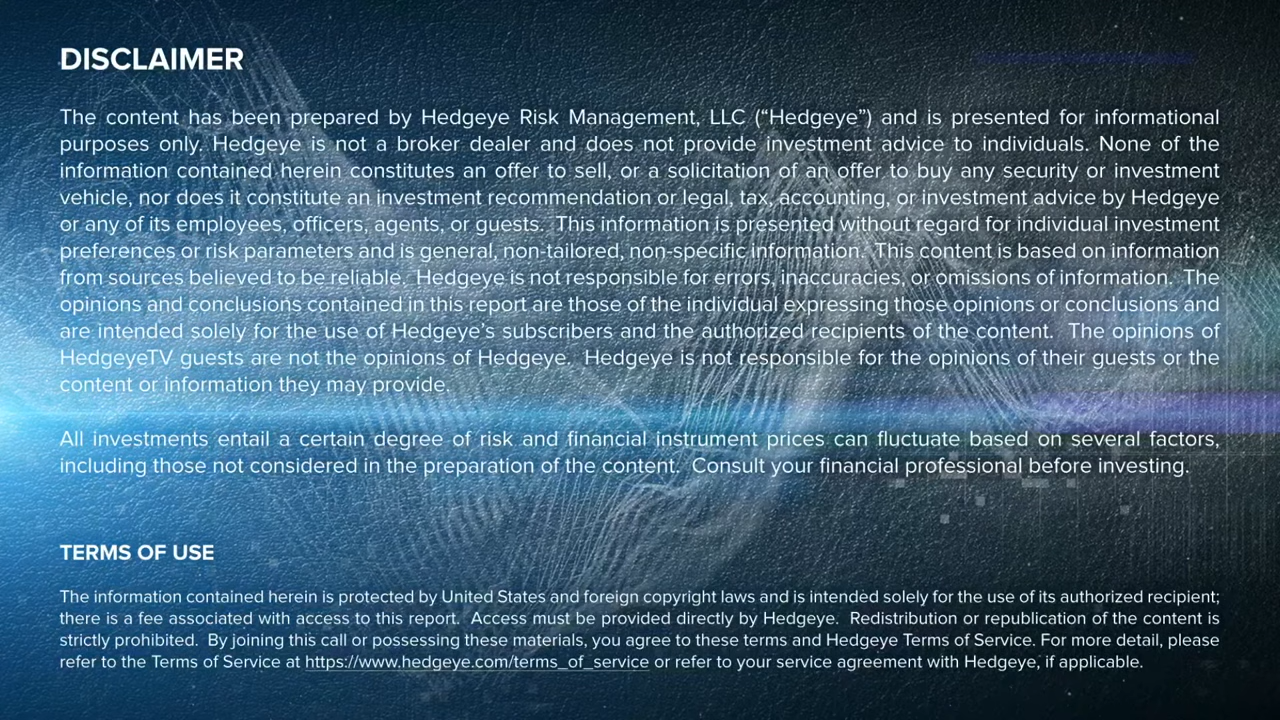 DISCLAIMER
The content has been prepared by Hedgeye Risk Management, LLC (“Hedgeye”) and is presented for informational
purposes only. Hedgeye is not a broker dealer and does not provide investment advice to individuals. None of the
information contained herein constitutes an offer to sell, or a solicitation of an offer to buy any security or investment
vehicle, nor does it constitute an investment recommendation or legal, tax, accounting, or investment advice by Hedgeye
or any of its employees, officers, agents, or guests. This information is presented without regard for individual investment
preferences or risk parameters and is general, non-tailored, non-specific information. This content is based on information
from sources believed to be reliable. Hedgeye is not responsible for errors, inaccuracies, or omissions of information. The
opinions and conclusions contained in this report are those of the individual expressing those opinions or conclusions and
are intended solely for the use of Hedgeye’s subscribers and the authorized recipients of the content. The opinions of
HedgeyeTV guests are not the opinions of Hedgeye. Hedgeye is not responsible for the opinions of their guests or the
content or information they may provide.
All investments entail a certain degree of risk and financial instrument prices can fluctuate based on several factors,
including those not considered in the preparation of the content. Consult your financial professional before investing.
TERMS OF USE
The information contained herein is protected by United States and foreign copyright laws and is intended solely for the use of its authorized recipient;
there is a fee associated with access to this report. Access must be provided directly by Hedgeye. Redistribution or republication of the content is
strictly prohibited. By joining this call or possessing these materials, you agree to these terms and Hedgeye Terms of Service. For more detail, please
refer to the Terms of Service at https://www.hedgeye.com/terms_of_service or refer to your service agreement with Hedgeye, if applicable.